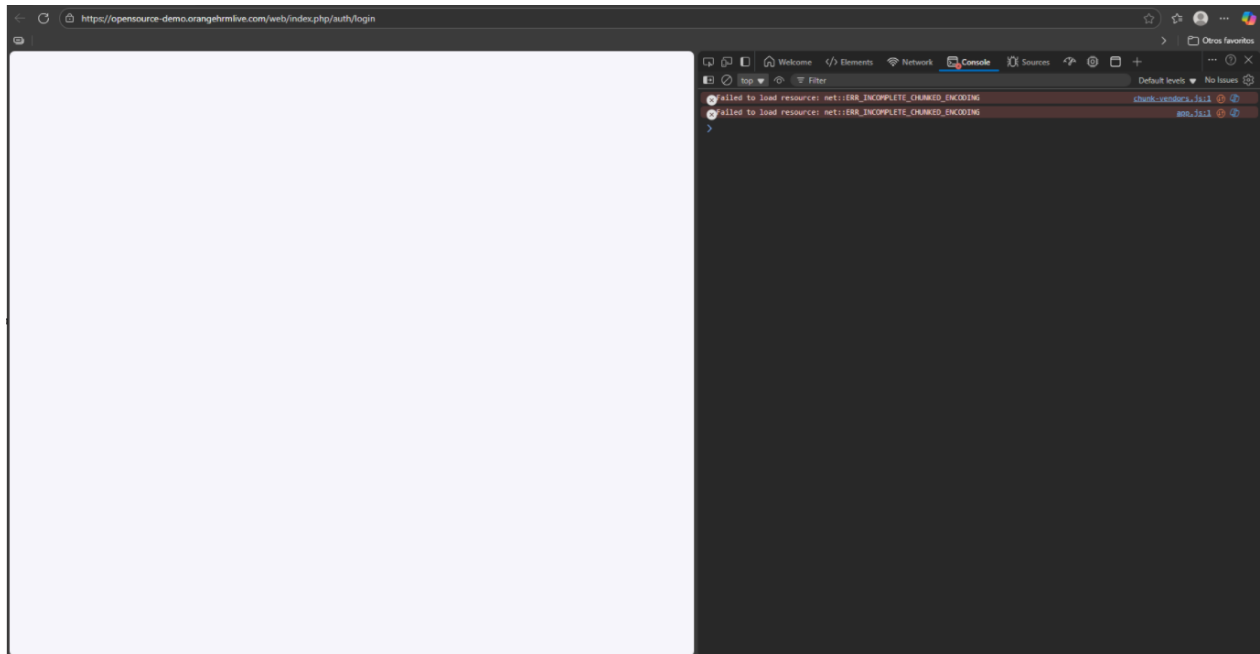 https://opensource-demo.orangehrmlive.com/web/index.php/auth/login
Otros favoritos
Welcome </> Elements Network Console Sources
top Filter Default levels No Issues
Failed to load resource: net::ERR_INCOMPLETE_CHUNKED_ENCODING chunk-vendors.js:1
Failed to load resource: net::ERR_INCOMPLETE_CHUNKED_ENCODING app.js:1